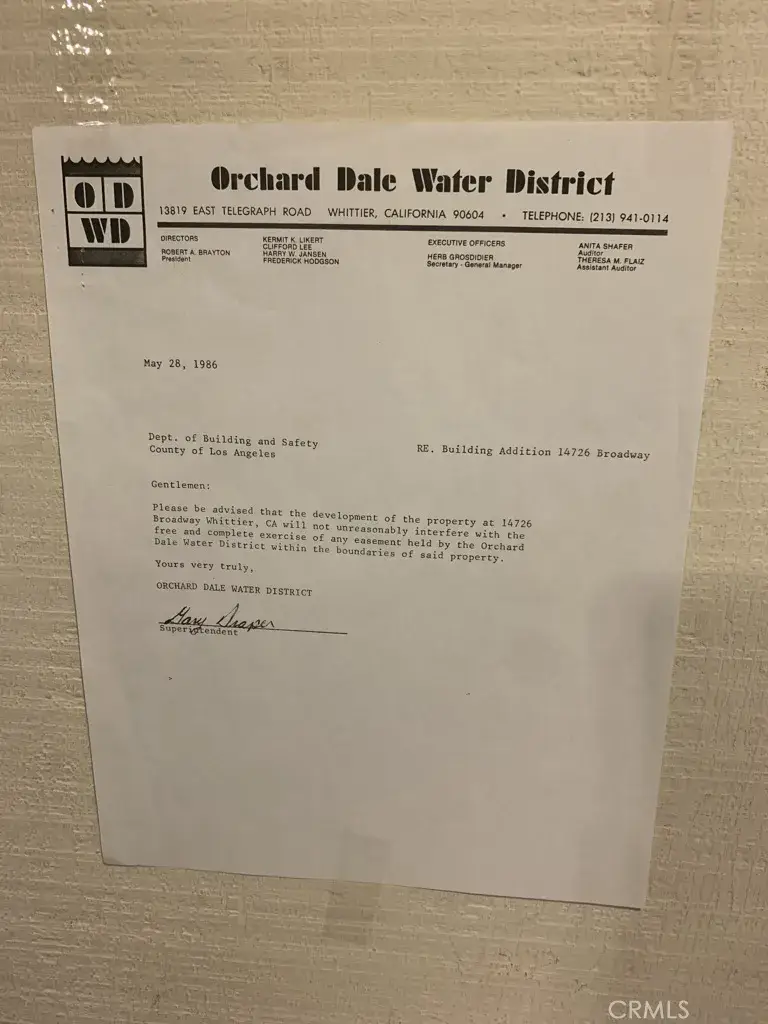 O D
WD
Orchard Dale Water District
13819 EAST TELEGRAPH ROAD WHITTIER, CALIFORNIA 90604 • TELEPHONE: (213) 941-0114
DIRECTORS
ROBERT A. BRAYTON
President
KERMIT K. LIKERT
CLIFFORD LEE
HARRY W. JANSEN
FREDERICK HODGSON
EXECUTIVE OFFICERS
HERB GROSDIDIER
Secretary - General Manager
ANITA SHAFER
Auditor
THERESA M. FLAIZ
Assistant Auditor
May 28, 1986
Dept. of Building and Safety
County of Los Angeles
RE. Building Addition 14726 Broadway
Gentlemen:
Please be advised that the development of the property at 14726
Broadway Whittier, CA will not unreasonably interfere with the
free and complete exercise of any easement held by the Orchard
Dale Water District within the boundaries of said property.
Yours very truly,
ORCHARD DALE WATER DISTRICT
Gary Draper
Superintendent
CRMLS